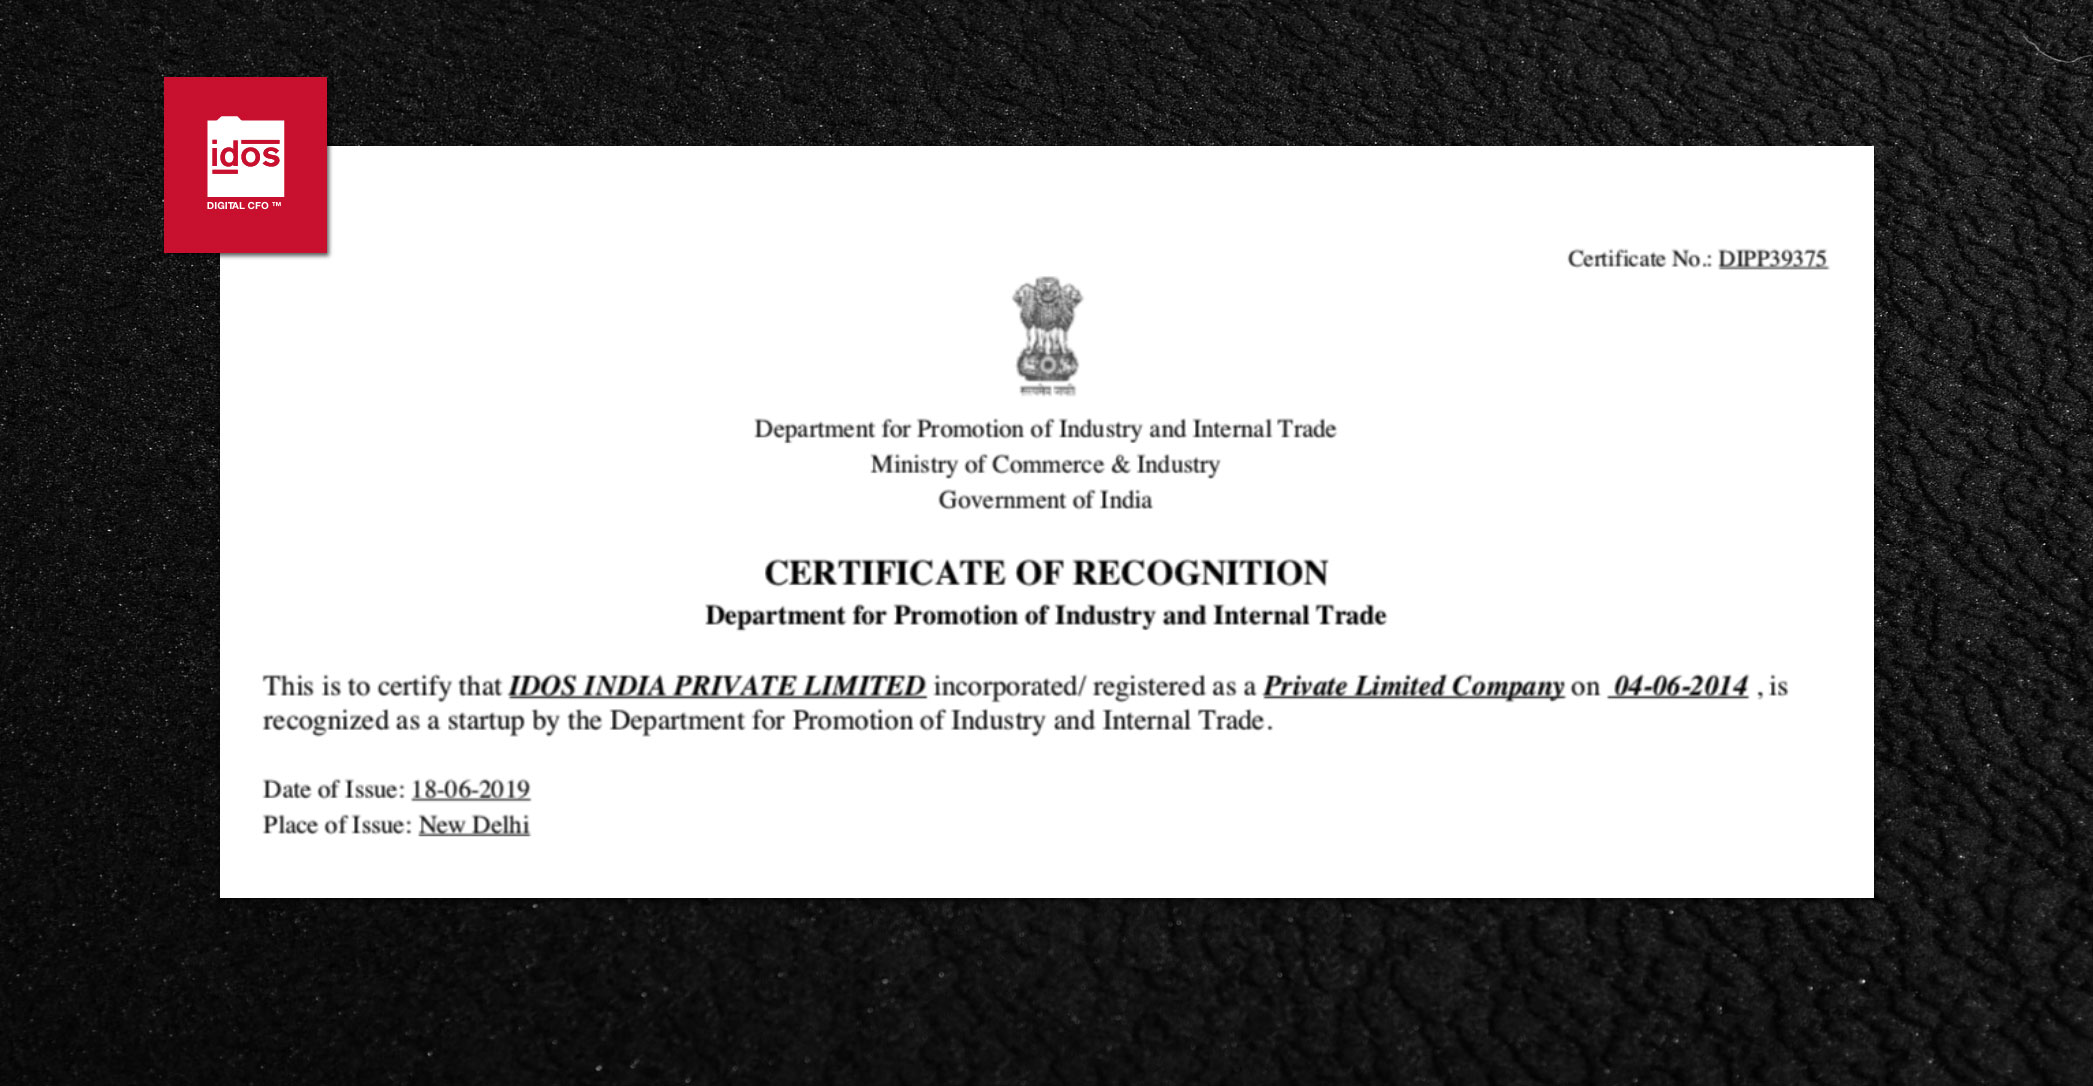 idos
DIGITAL CFO ™
Certificate No.: DIPP39375
सत्यमेव जयते
Department for Promotion of Industry and Internal Trade
Ministry of Commerce & Industry
Government of India
CERTIFICATE OF RECOGNITION
Department for Promotion of Industry and Internal Trade
This is to certify that IDOS INDIA PRIVATE LIMITED incorporated/ registered as a Private Limited Company on 04-06-2014 , is
recognized as a startup by the Department for Promotion of Industry and Internal Trade.
Date of Issue: 18-06-2019
Place of Issue: New Delhi